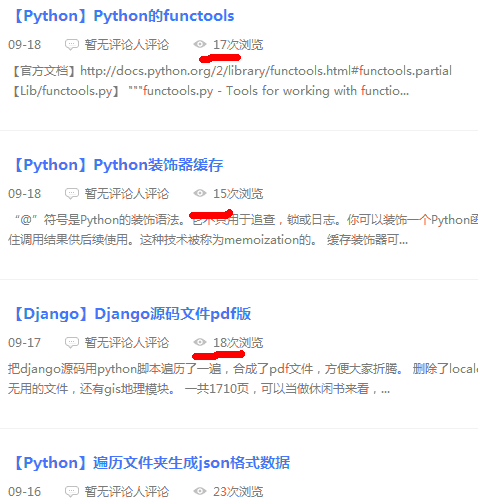 【Python】Python的functools
09-18 暂无评论人评论 17次浏览
【官方文档】http://docs.python.org/2/library/functools.html#functools.partial
【Lib/functools.py】 """functools.py - Tools for working with functio...
【Python】Python装饰器缓存
09-18 暂无评论人评论 15次浏览
“@”符号是Python的装饰语法。它不只用于追查，锁或日志。你可以装饰一个Python函
住调用结果供后续使用。这种技术被称为memoization的。 缓存装饰器可...
【Django】Django源码文件pdf版
09-17 暂无评论人评论 18次浏览
把django源码用python脚本遍历了一遍，合成了pdf文件，方便大家折腾。 删除了locale
无用的文件，还有gis地理模块。 一共1710页，可以当做休闲书来看，...
【Python】遍历文件夹生成json格式数据
09-16 暂无评论人评论 23次浏览